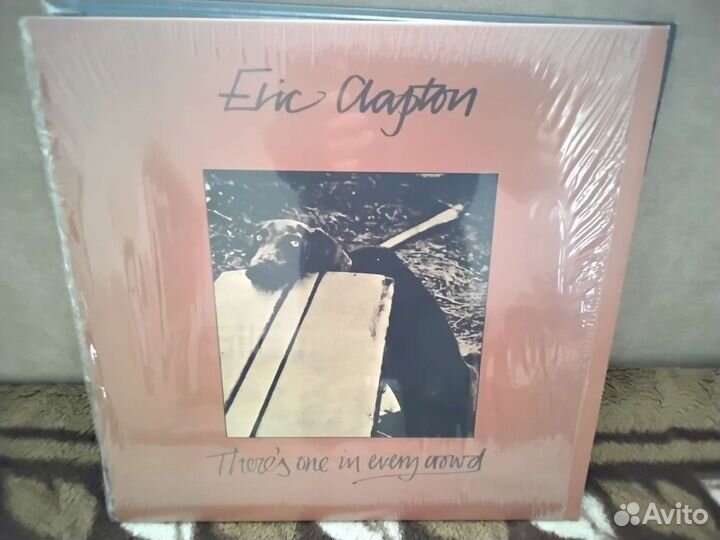 Eric Clapton
There's one in every crowd
Avito